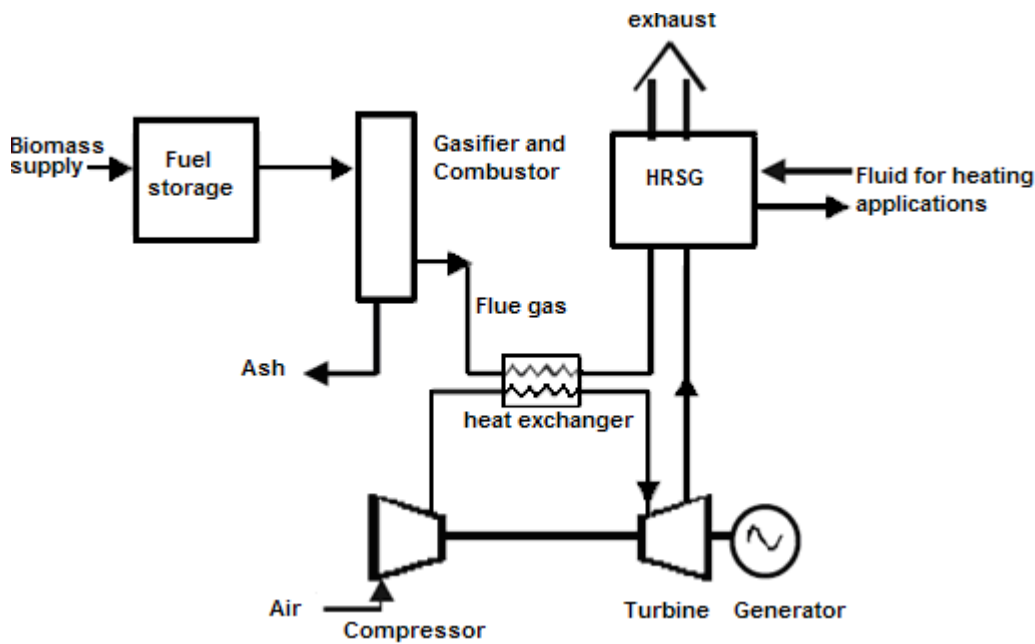 exhaust
Biomass
supply
Fuel
storage
Gasifier and
Combustor
HRSG
Fluid for heating
applications
Flue gas
Ash
heat exchanger
Air
Compressor
Turbine
Generator